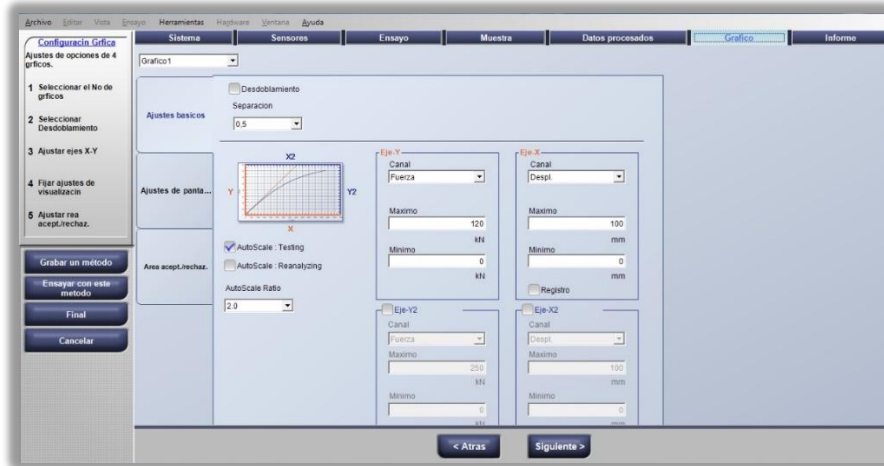 Archivo Editar Vista Ensayo Herramientas Hardware Ventana Ayuda
Configuracin Grfica
Ajustes de opciones de 4
grficos.
1 Seleccionar el No de
grficos
2 Seleccionar
Desdoblamiento
3 Ajustar ejes X-Y
4 Fijar ajustes de
visualizacin
5 Ajustar rea
acept./rechaz.
Grabar un método
Ensayar con este
metodo
Final
Cancelar
Sistema Sensores Ensayo Muestra Datos procesados Grafico Informe
Grafico1
Ajustes basicos
Ajustes de panta...
Area acept./rechaz.
Desdoblamiento
Separacion
0,5
X2
Y Y2
X
AutoScale : Testing
AutoScale : Reanalyzing
AutoScale Ratio
2.0
Eje-Y
Canal
Fuerza
Maximo
120
kN
Minimo
0
kN
Eje-X
Canal
Despl.
Maximo
100
mm
Minimo
0
mm
Registro
Eje-Y2
Canal
Fuerza
Maximo
250
kN
Minimo
0
kN
Eje-X2
Canal
Despl.
Maximo
100
mm
Minimo
0
mm
< Atras Siguiente >